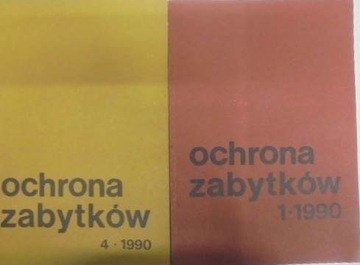 ochrona
zabytków
4·1990
ochrona
zabytków
1·1990